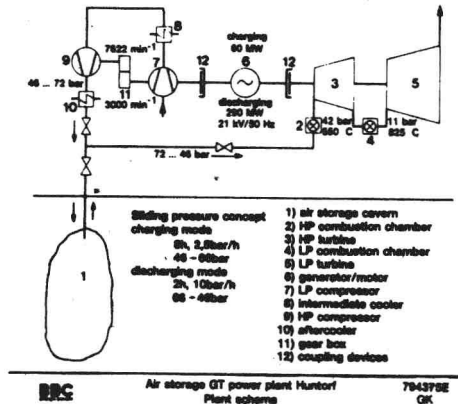 8
charging
60 MW
7622 min⁻¹
9
7
12
6
12
3
5
46 ... 72 bar
10
11
3000 min⁻¹
discharging
290 MW
21 kV/50 Hz
2
42 bar
550 C
4
11 bar
825 C
72 ... 46 bar
1
Sliding pressure concept
charging mode
8h, 2,5bar/h
46 - 66bar
discharging mode
2h, 10bar/h
66 - 46bar
1) air storage cavern
2) HP combustion chamber
3) HP turbine
4) LP combustion chamber
5) LP turbine
6) generator/motor
7) LP compressor
8) intermediate cooler
9) HP compressor
10) aftercooler
11) gear box
12) coupling devices
BBC
Air storage GT power plant Huntorf
Plant scheme
794375E
GK